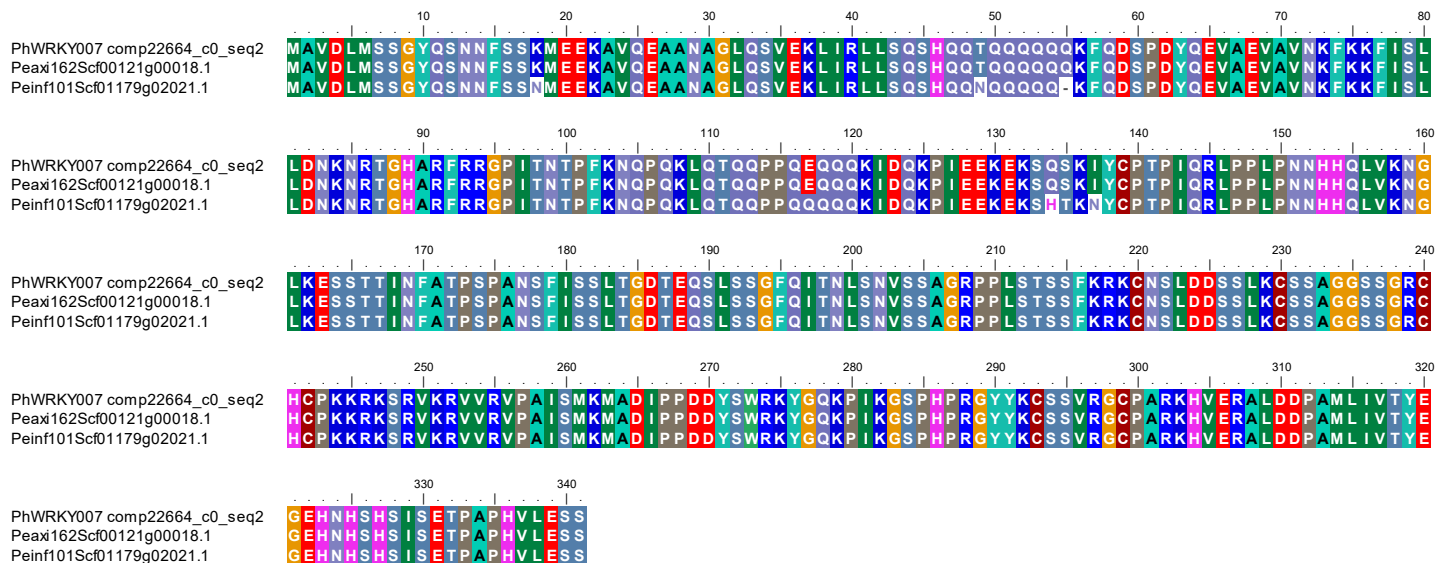 10 20 30 40 50 60 70 80
PhWRKY007 comp22664_c0_seq2 MAVDLMSSGYQSNNFSSKMEEKAVQEAANAGLQSVEKLIRLLSQSHQQTQQQQQQKFQDSPDYQEVAEVAVNKFKKFISL
Peaxi162Scf00121g00018.1 MAVDLMSSGYQSNNFSSKMEEKAVQEAANAGLQSVEKLIRLLSQSHQQTQQQQQQKFQDSPDYQEVAEVAVNKFKKFISL
Peinf101Scf01179g02021.1 MAVDLMSSGYQSNNFSSNMEEKAVQEAANAGLQSVEKLIRLLSQSHQQNQQQQQ-KFQDSPDYQEVAEVAVNKFKKFISL
90 100 110 120 130 140 150 160
PhWRKY007 comp22664_c0_seq2 LDNKNRTGHARFRRGPITNTPFKNQPQKLQTQQPPQEQQQKIDQKPIEEKEKSQSKIYCPTPIQRLPPLPNNHHQLVKNG
Peaxi162Scf00121g00018.1 LDNKNRTGHARFRRGPITNTPFKNQPQKLQTQQPPQEQQQKIDQKPIEEKEKSQSKIYCPTPIQRLPPLPNNHHQLVKNG
Peinf101Scf01179g02021.1 LDNKNRTGHARFRRGPITNTPFKNQPQKLQTQQPPQQQQQKIDQKPIEEKEKSHTKNYCPTPIQRLPPLPNNHHQLVKNG
170 180 190 200 210 220 230 240
PhWRKY007 comp22664_c0_seq2 LKESSTTINFATPSPANSFISSLTGDTEQSLSSGFQITNLSNVSSAGRPPLSTSSFKRKCNSLDDSSLKCSSAGGSSGRC
Peaxi162Scf00121g00018.1 LKESSTTINFATPSPANSFISSLTGDTEQSLSSGFQITNLSNVSSAGRPPLSTSSFKRKCNSLDDSSLKCSSAGGSSGRC
Peinf101Scf01179g02021.1 LKESSTTINFATPSPANSFISSLTGDTEQSLSSGFQITNLSNVSSAGRPPLSTSSFKRKCNSLDDSSLKCSSAGGSSGRC
250 260 270 280 290 300 310 320
PhWRKY007 comp22664_c0_seq2 HCPKKRKSRVKRVVRVPAISMKMADIPPDDYSWRKYGQKPIKGSPHPRGYYKCSSVRGCPARKHVERALDDPAMLIVTYE
Peaxi162Scf00121g00018.1 HCPKKRKSRVKRVVRVPAISMKMADIPPDDYSWRKYGQKPIKGSPHPRGYYKCSSVRGCPARKHVERALDDPAMLIVTYE
Peinf101Scf01179g02021.1 HCPKKRKSRVKRVVRVPAISMKMADIPPDDYSWRKYGQKPIKGSPHPRGYYKCSSVRGCPARKHVERALDDPAMLIVTYE
330 340
PhWRKY007 comp22664_c0_seq2 GEHNHSHSISETPAPHVLESS
Peaxi162Scf00121g00018.1 GEHNHSHSISETPAPHVLESS
Peinf101Scf01179g02021.1 GEHNHSHSISETPAPHVLESS